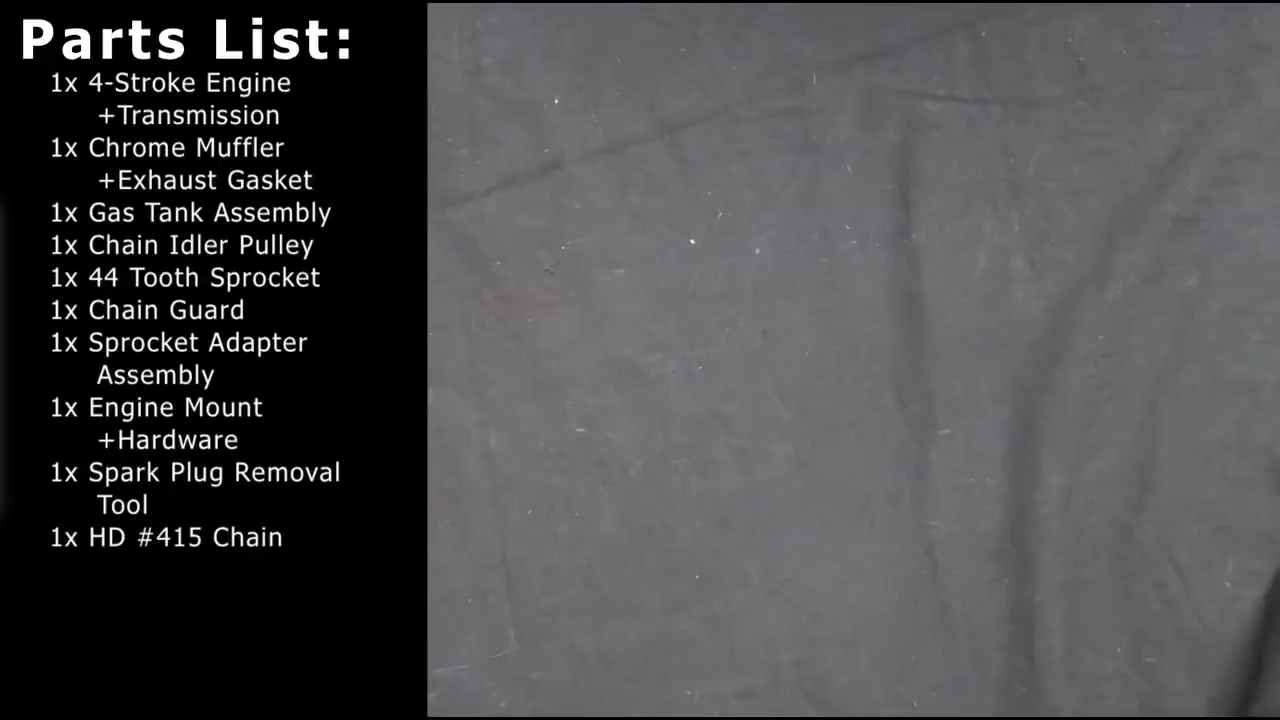 Parts List:
1x 4-Stroke Engine
+Transmission
1x Chrome Muffler
+Exhaust Gasket
1x Gas Tank Assembly
1x Chain Idler Pulley
1x 44 Tooth Sprocket
1x Chain Guard
1x Sprocket Adapter
Assembly
1x Engine Mount
+Hardware
1x Spark Plug Removal
Tool
1x HD #415 Chain